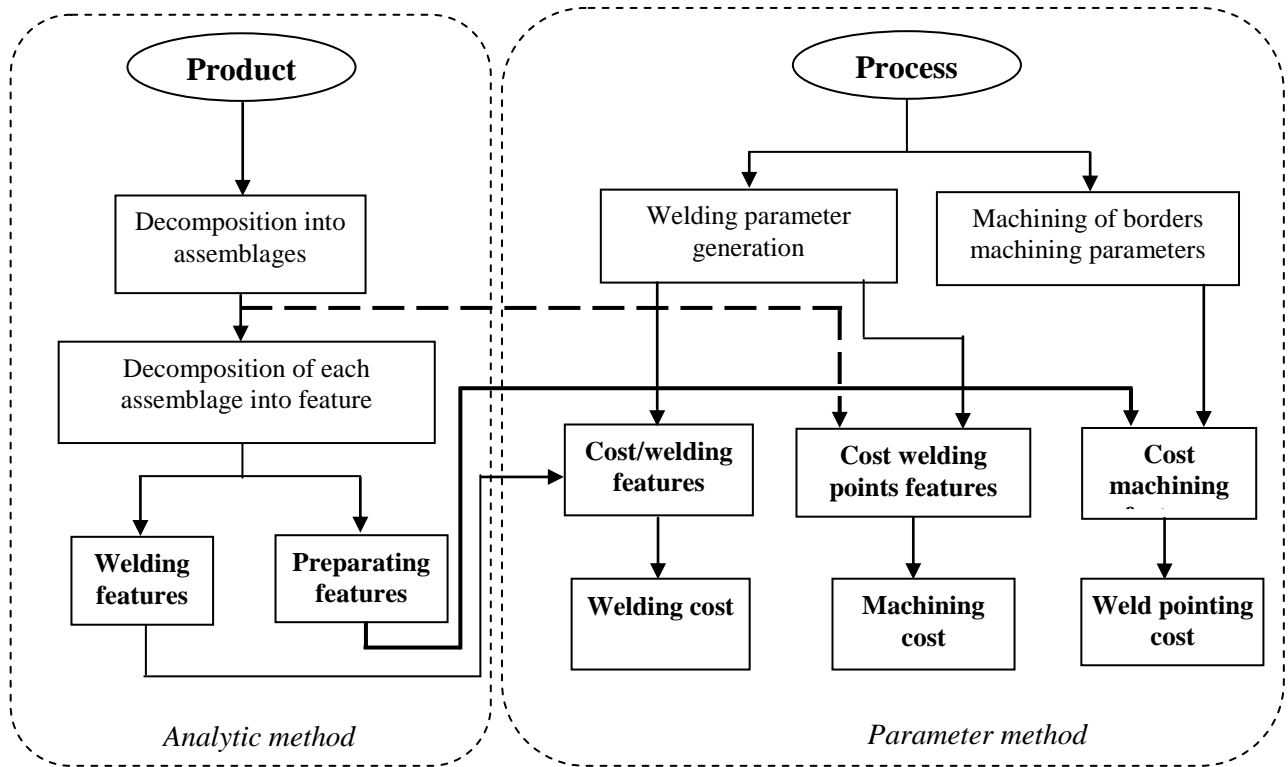 Product
Decomposition into
assemblages
Decomposition of each
assemblage into feature
Welding
features
Preparating
features
Analytic method
Process
Welding parameter
generation
Machining of borders
machining parameters
Cost/welding
features
Cost welding
points features
Cost
machining
Welding cost
Machining
cost
Weld pointing
cost
Parameter method